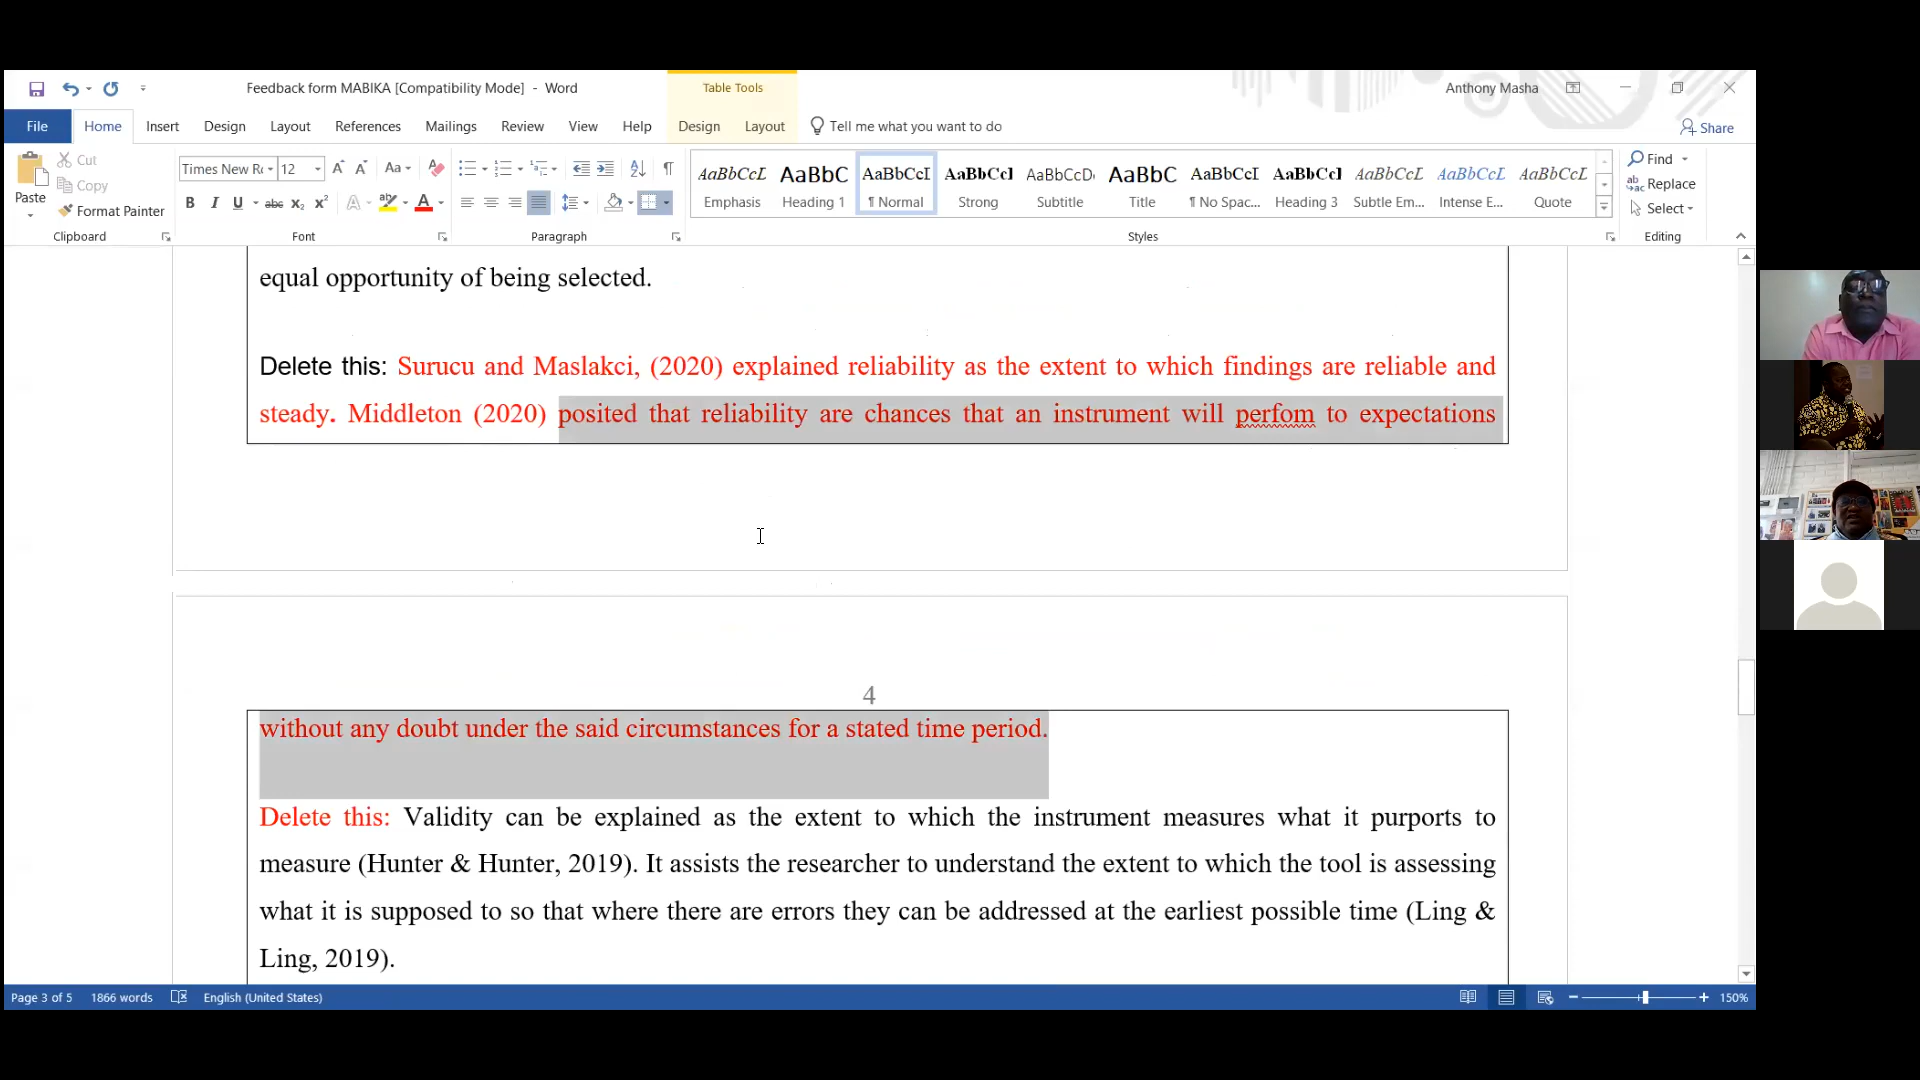 Feedback form MABIKA [Compatibility Mode] - Word
Table Tools
Anthony Masha
File Home Insert Design Layout References Mailings Review View Help Design Layout Tell me what you want to do Share
Paste
Cut
Copy
Format Painter
Clipboard
Times New Ro 12
Font
Paragraph
AaBbCcL AaBbC AaBbCcI AaBbCcI AaBbCcDc AaBbC AaBbCcI AaBbCcI AaBbCcL AaBbCcL AaBbCcL
Emphasis Heading 1 ¶ Normal Strong Subtitle Title ¶ No Spac... Heading 3 Subtle Em... Intense E... Quote
Styles
Find
Replace
Select
Editing
equal opportunity of being selected.
Delete this: Surucu and Maslakci, (2020) explained reliability as the extent to which findings are reliable and
steady. Middleton (2020) posited that reliability are chances that an instrument will perfom to expectations
4
without any doubt under the said circumstances for a stated time period.
Delete this: Validity can be explained as the extent to which the instrument measures what it purports to
measure (Hunter & Hunter, 2019). It assists the researcher to understand the extent to which the tool is assessing
what it is supposed to so that where there are errors they can be addressed at the earliest possible time (Ling &
Ling, 2019).
Page 3 of 5 1866 words English (United States) 150%